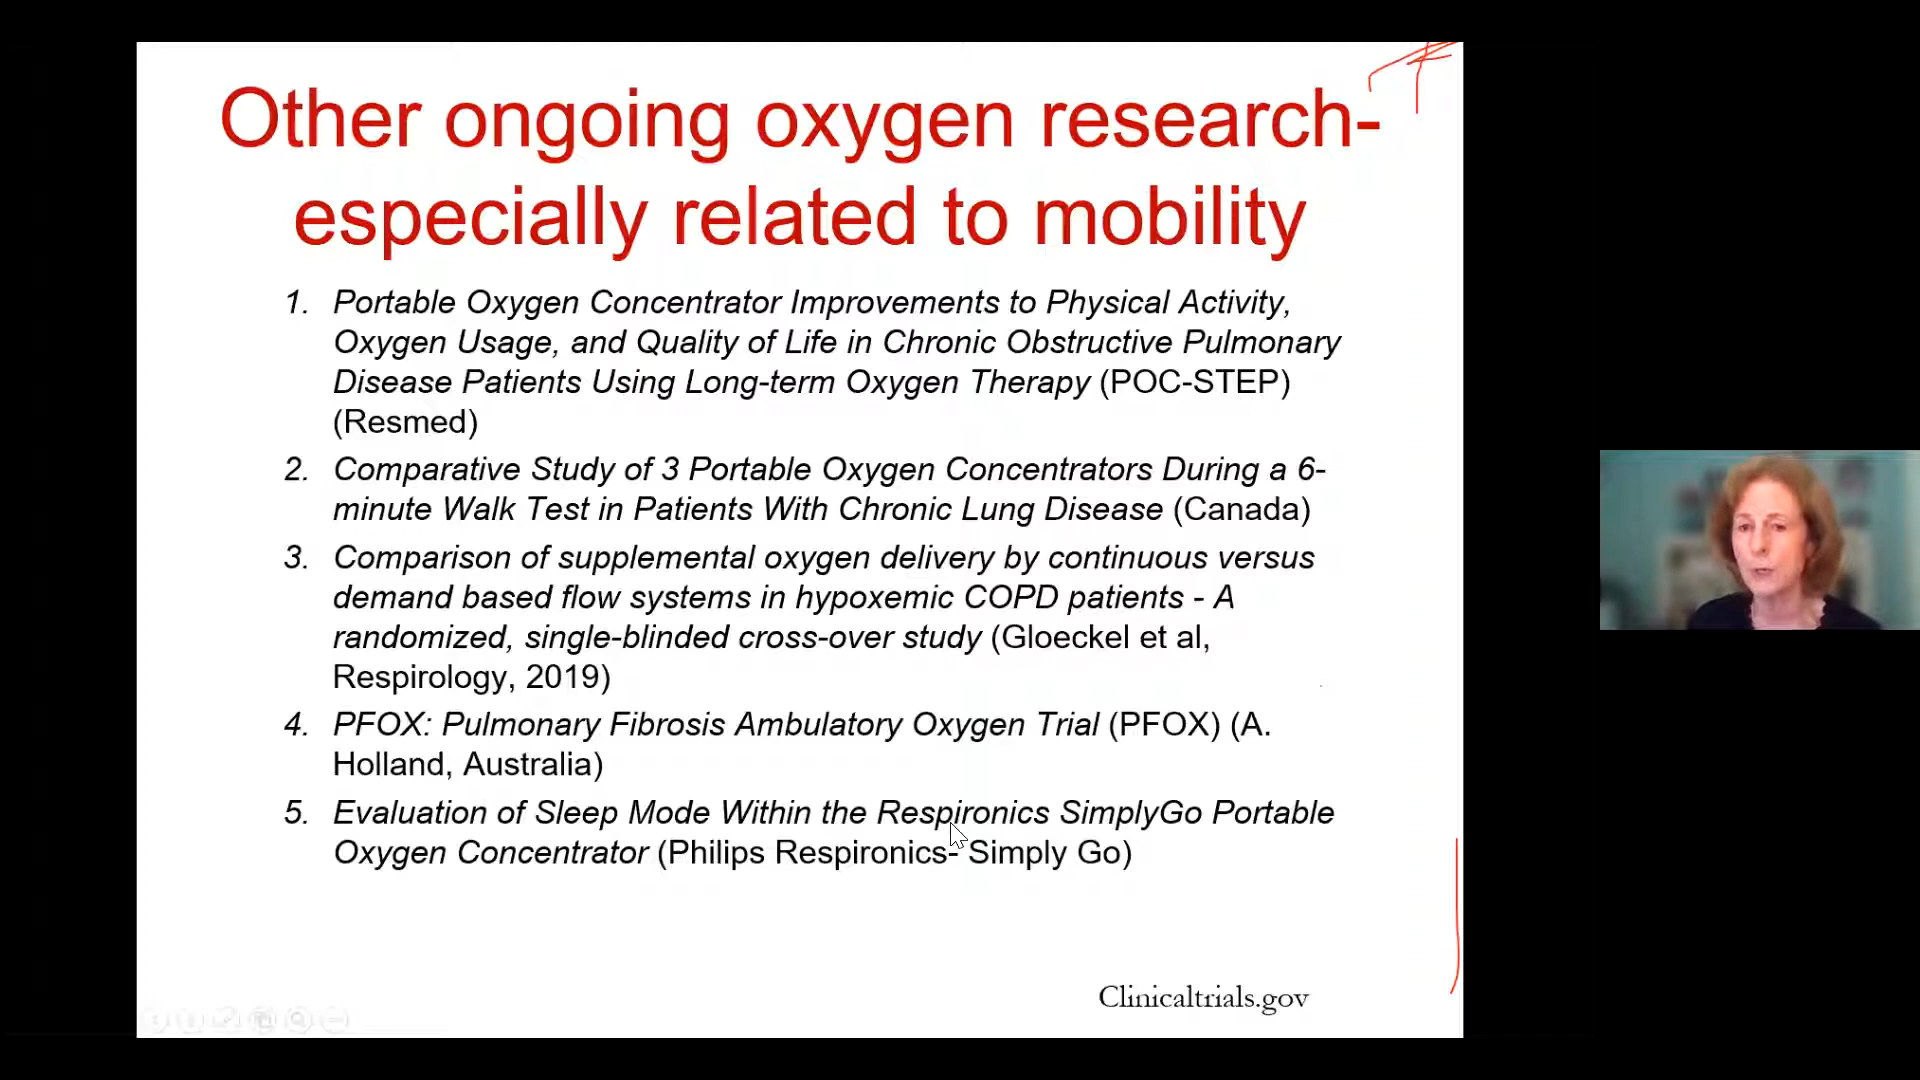 Other ongoing oxygen research-
especially related to mobility
1. Portable Oxygen Concentrator Improvements to Physical Activity,
Oxygen Usage, and Quality of Life in Chronic Obstructive Pulmonary
Disease Patients Using Long-term Oxygen Therapy (POC-STEP)
(Resmed)
2. Comparative Study of 3 Portable Oxygen Concentrators During a 6-
minute Walk Test in Patients With Chronic Lung Disease (Canada)
3. Comparison of supplemental oxygen delivery by continuous versus
demand based flow systems in hypoxemic COPD patients - A
randomized, single-blinded cross-over study (Gloeckel et al,
Respirology, 2019)
4. PFOX: Pulmonary Fibrosis Ambulatory Oxygen Trial (PFOX) (A.
Holland, Australia)
5. Evaluation of Sleep Mode Within the Respironics SimplyGo Portable
Oxygen Concentrator (Philips Respironics- Simply Go)
Clinicaltrials.gov